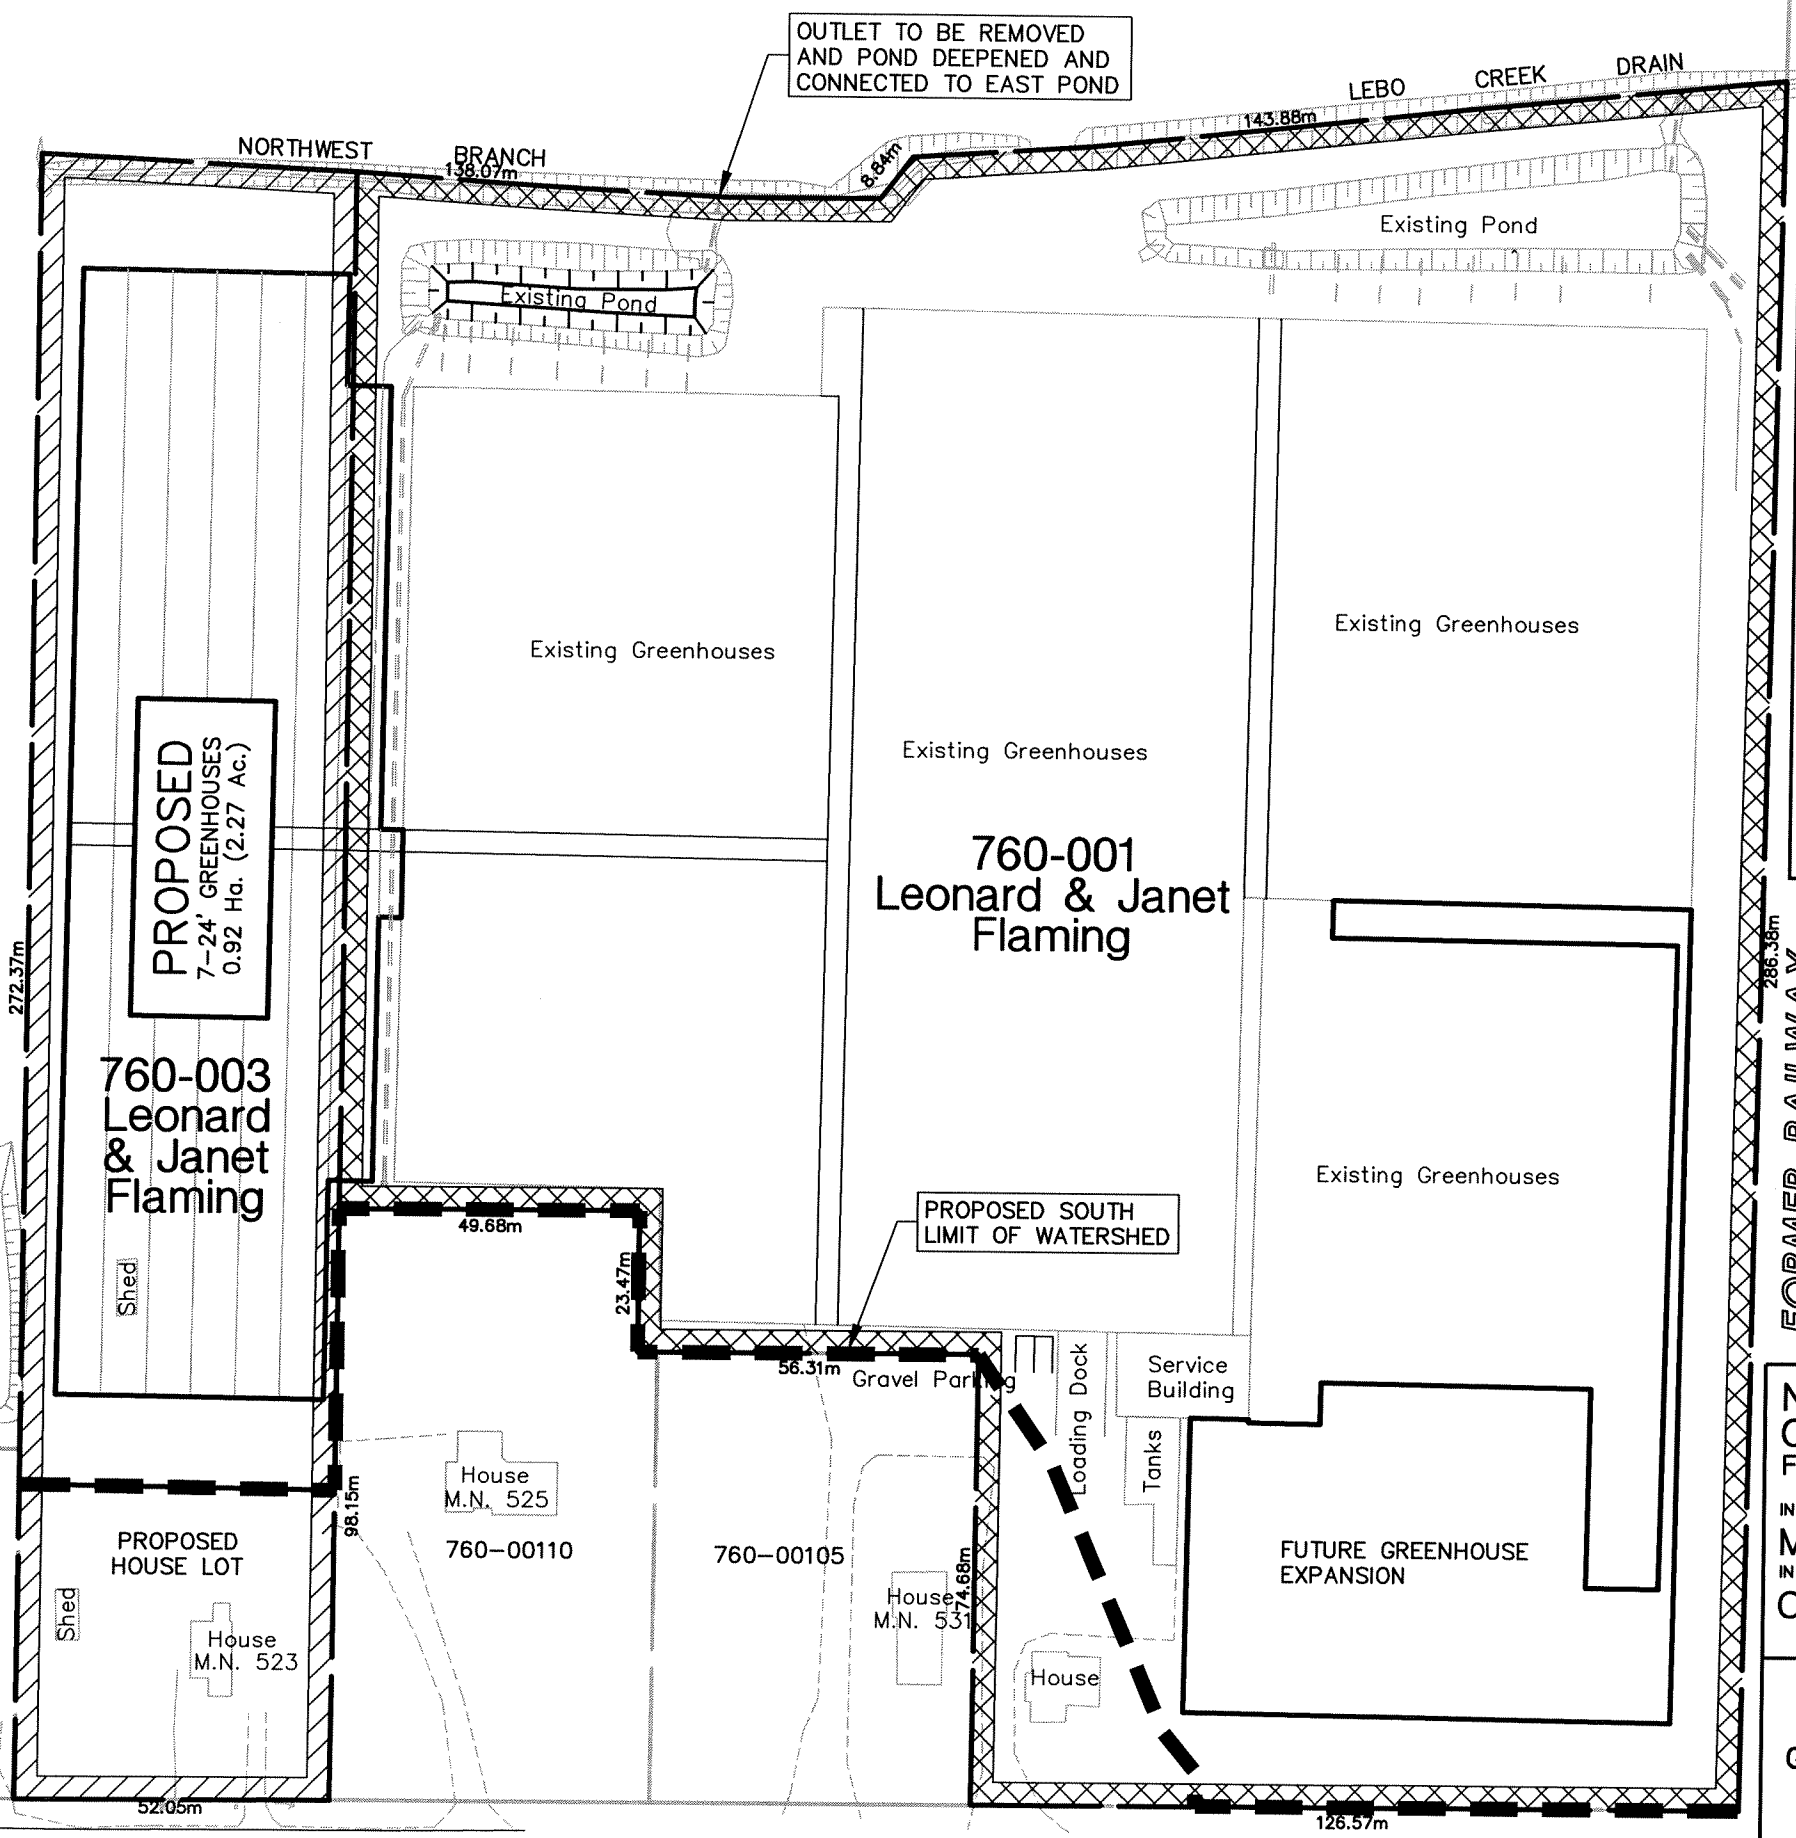 OUTLET TO BE REMOVED
AND POND DEEPENED AND
CONNECTED TO EAST POND
LEBO CREEK DRAIN
143.88m
NORTHWEST BRANCH
138.07m
8.84m
Existing Pond
Existing Pond
Existing Greenhouses
Existing Greenhouses
Existing Greenhouses
PROPOSED
7-24' GREENHOUSES
0.92 Ha. (2.27 Ac.)
760-001
Leonard & Janet
Flaming
272.37m
286.38m
FORMER RAILWAY
760-003
Leonard
& Janet
Flaming
Existing Greenhouses
PROPOSED SOUTH
LIMIT OF WATERSHED
49.68m
23.47m
Shed
56.31m
Gravel Parking
Loading Dock
Service
Building
Tanks
House
M.N. 525
98.15m
760-00110
760-00105
74.68m
PROPOSED
HOUSE LOT
FUTURE GREENHOUSE
EXPANSION
Shed
House
M.N. 523
House
M.N. 531
House
52.05m
126.57m
IN
IN